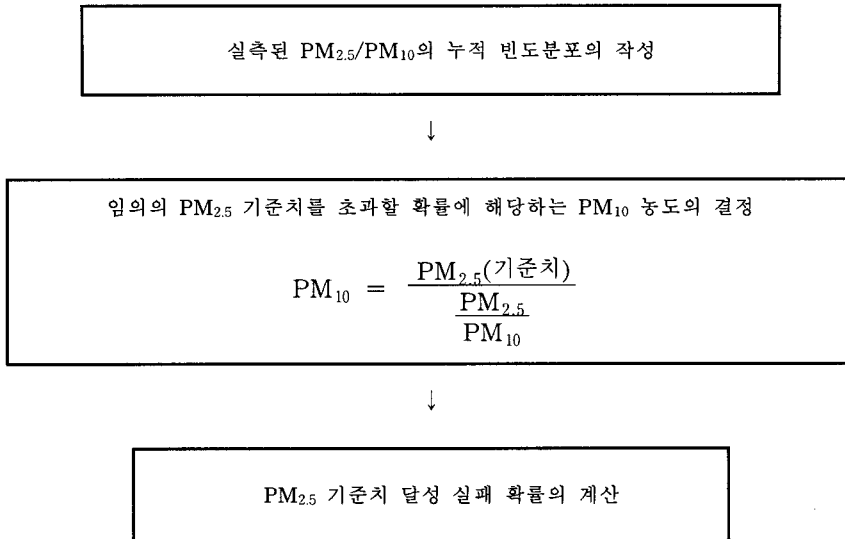 실측된 PM2.5/PM10의 누적 빈도분포의 작성
↓
임의의 PM2.5 기준치를 초과할 확률에 해당하는 PM10 농도의 결정
PM10 = PM2.5(기준치)
PM2.5
PM10
↓
PM2.5 기준치 달성 실패 확률의 계산